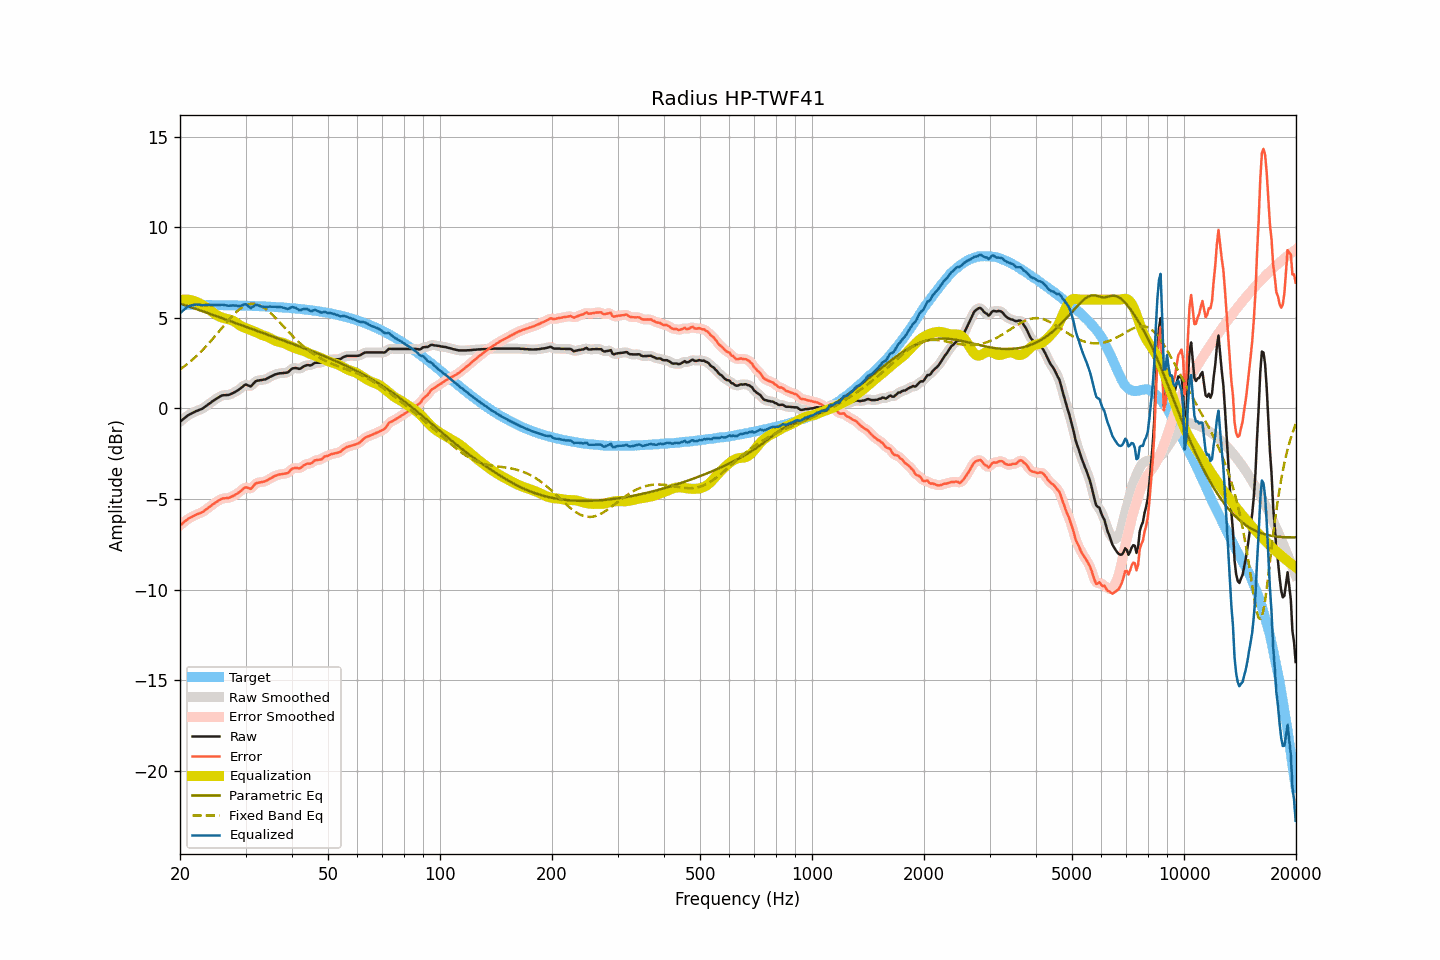 Radius HP-TWF41
15
10
5
0
−5
−10
−15
−20
Amplitude (dBr)
Target
Raw Smoothed
Error Smoothed
Raw
Error
Equalization
Parametric Eq
Fixed Band Eq
Equalized
20 50 100 200 500 1000 2000 5000 10000 20000
Frequency (Hz)